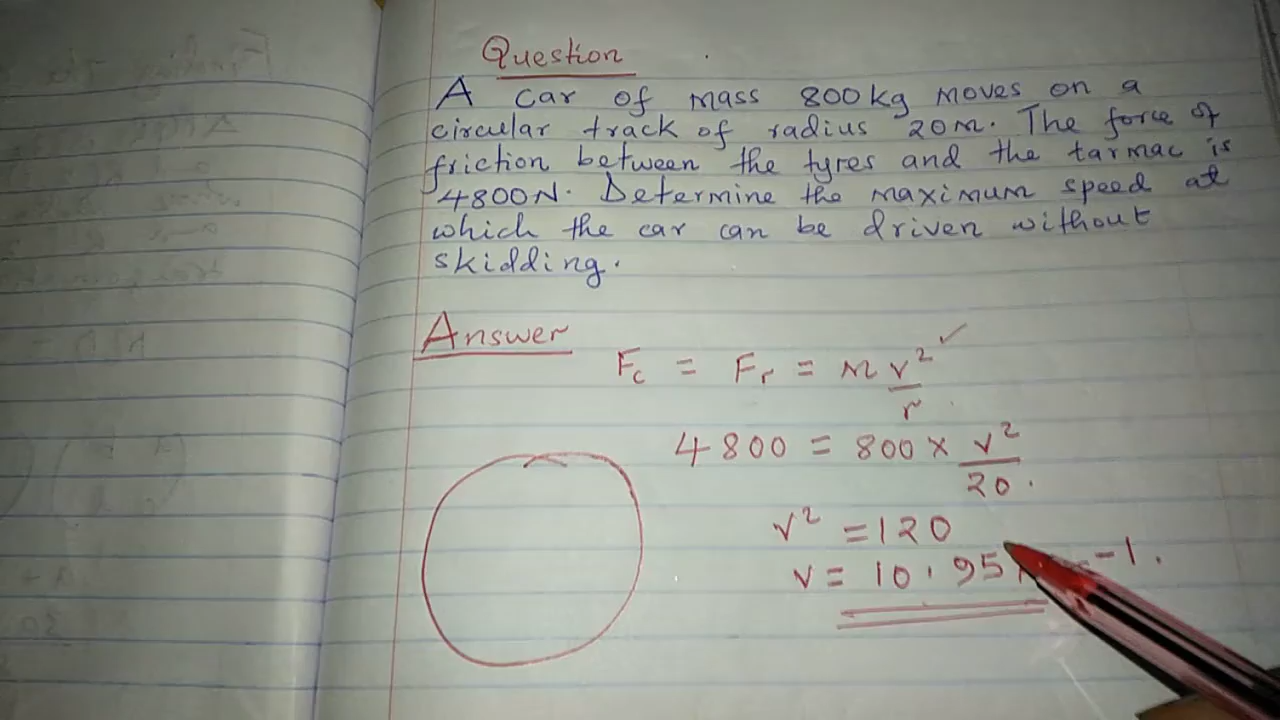 Question
A car of mass 800kg moves on a
circular track of radius 20m. The force of
friction between the tyres and the tarmac is
4800N. Determine the maximum speed at
which the car can be driven without
skidding.
Answer
Fc = Fr = mv²/r
4800 = 800 × v²/20.
v² = 120
v = 10.95 -1.